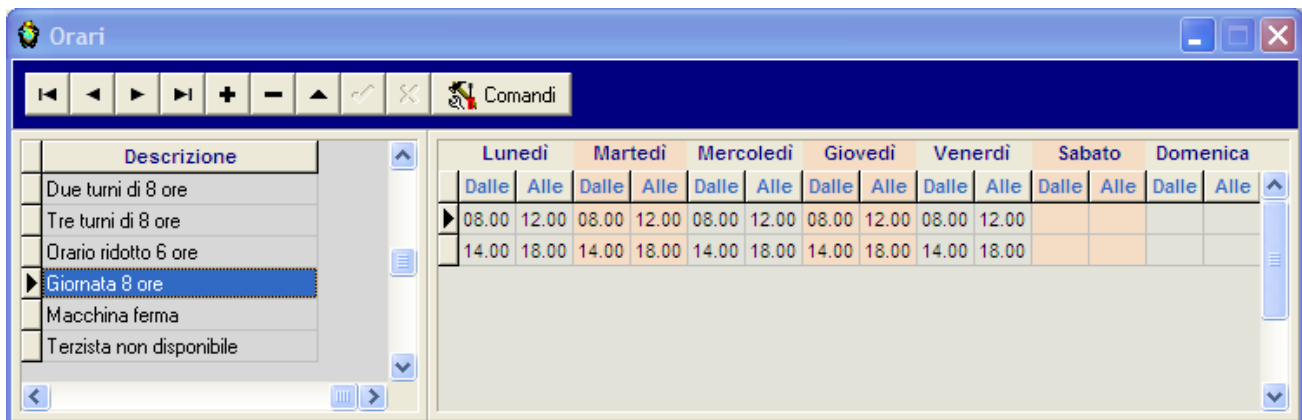 Orari
Comandi
Descrizione
Due turni di 8 ore
Tre turni di 8 ore
Orario ridotto 6 ore
Giornata 8 ore
Macchina ferma
Terzista non disponibile
Lunedì Martedì Mercoledì Giovedì Venerdì Sabato Domenica
Dalle Alle Dalle Alle Dalle Alle Dalle Alle Dalle Alle Dalle Alle Dalle Alle
08.00 12.00 08.00 12.00 08.00 12.00 08.00 12.00 08.00 12.00
14.00 18.00 14.00 18.00 14.00 18.00 14.00 18.00 14.00 18.00